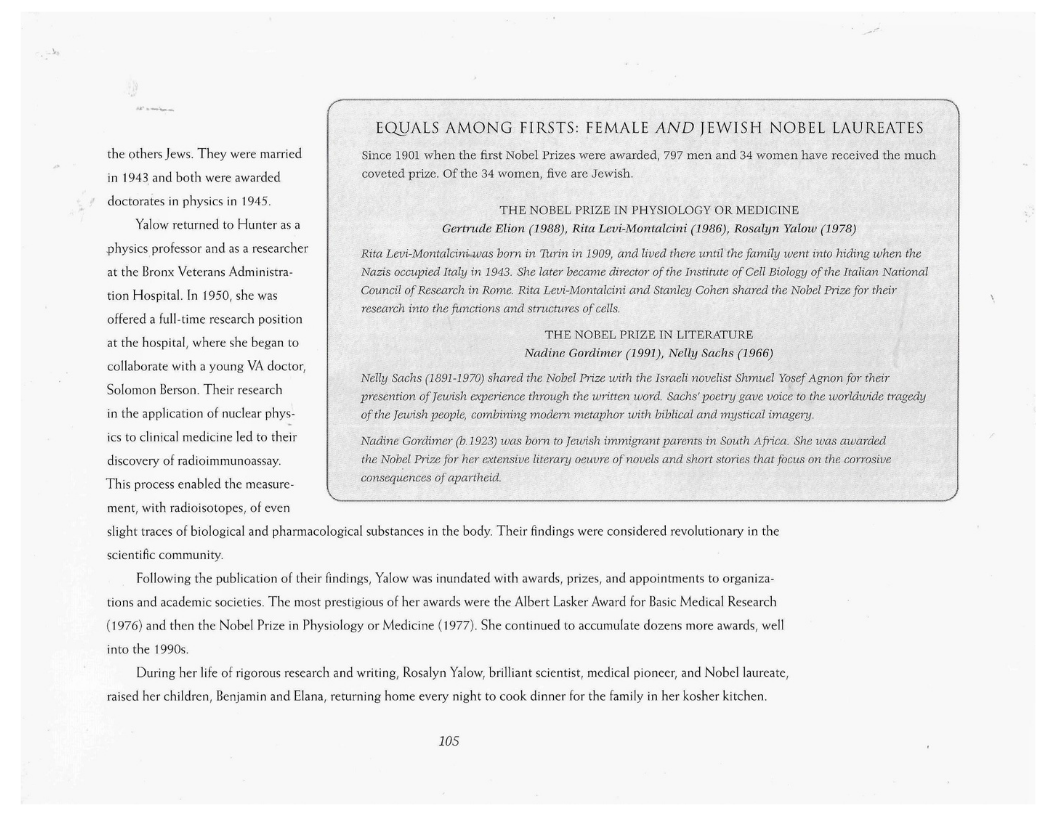 EQUALS AMONG FIRSTS: FEMALE AND JEWISH NOBEL LAUREATES
Since 1901 when the first Nobel Prizes were awarded, 797 men and 34 women have received the much
coveted prize. Of the 34 women, five are Jewish.
THE NOBEL PRIZE IN PHYSIOLOGY OR MEDICINE
Gertrude Elion (1988), Rita Levi-Montalcini (1986), Rosalyn Yalow (1978)
Rita Levi-Montalcini was born in Turin in 1909, and lived there until the family went into hiding when the
Nazis occupied Italy in 1943. She later became director of the Institute of Cell Biology of the Italian National
Council of Research in Rome. Rita Levi-Montalcini and Stanley Cohen shared the Nobel Prize for their
research into the functions and structures of cells.
THE NOBEL PRIZE IN LITERATURE
Nadine Gordimer (1991), Nelly Sachs (1966)
Nelly Sachs (1891-1970) shared the Nobel Prize with the Israeli novelist Shmuel Yosef Agnon for their
presention of Jewish experience through the written word. Sachs' poetry gave voice to the worldwide tragedy
of the Jewish people, combining modern metaphor with biblical and mystical imagery.
Nadine Gordimer (b.1923) was born to Jewish immigrant parents in South Africa. She was awarded
the Nobel Prize for her extensive literary oeuvre of novels and short stories that focus on the corrosive
consequences of apartheid.
the others Jews. They were married
in 1943 and both were awarded
doctorates in physics in 1945.
Yalow returned to Hunter as a
physics professor and as a researcher
at the Bronx Veterans Administra-
tion Hospital. In 1950, she was
offered a full-time research position
at the hospital, where she began to
collaborate with a young VA doctor,
Solomon Berson. Their research
in the application of nuclear phys-
ics to clinical medicine led to their
discovery of radioimmunoassay.
This process enabled the measure-
ment, with radioisotopes, of even
slight traces of biological and pharmacological substances in the body. Their findings were considered revolutionary in the
scientific community.
Following the publication of their findings, Yalow was inundated with awards, prizes, and appointments to organiza-
tions and academic societies. The most prestigious of her awards were the Albert Lasker Award for Basic Medical Research
(1976) and then the Nobel Prize in Physiology or Medicine (1977). She continued to accumulate dozens more awards, well
into the 1990s.
During her life of rigorous research and writing, Rosalyn Yalow, brilliant scientist, medical pioneer, and Nobel laureate,
raised her children, Benjamin and Elana, returning home every night to cook dinner for the family in her kosher kitchen.
105